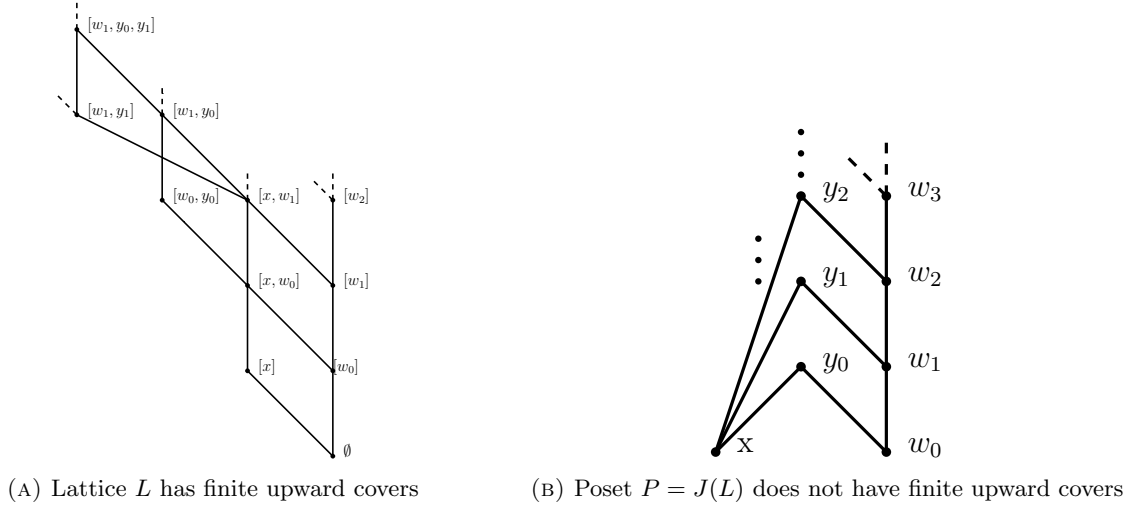 [w₁, y₀, y₁]
[w₁, y₁]
[w₁, y₀]
[w₀, y₀]
[x, w₁]
[w₂]
[x, w₀]
[w₁]
[x]
[w₀]
∅
(A) Lattice L has finite upward covers
y₂
w₃
y₁
w₂
y₀
w₁
x
w₀
(B) Poset P = J(L) does not have finite upward covers